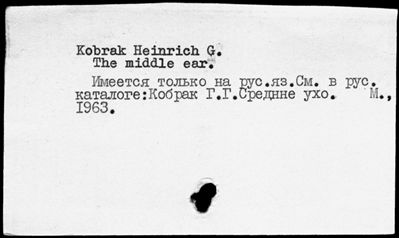 Kobrak Heinrich G.
The middle ear.
Имеется только на рус.яз.См. в рус.
каталоге:Кобрак Г.Г.Среднне ухо. М.,
1963.